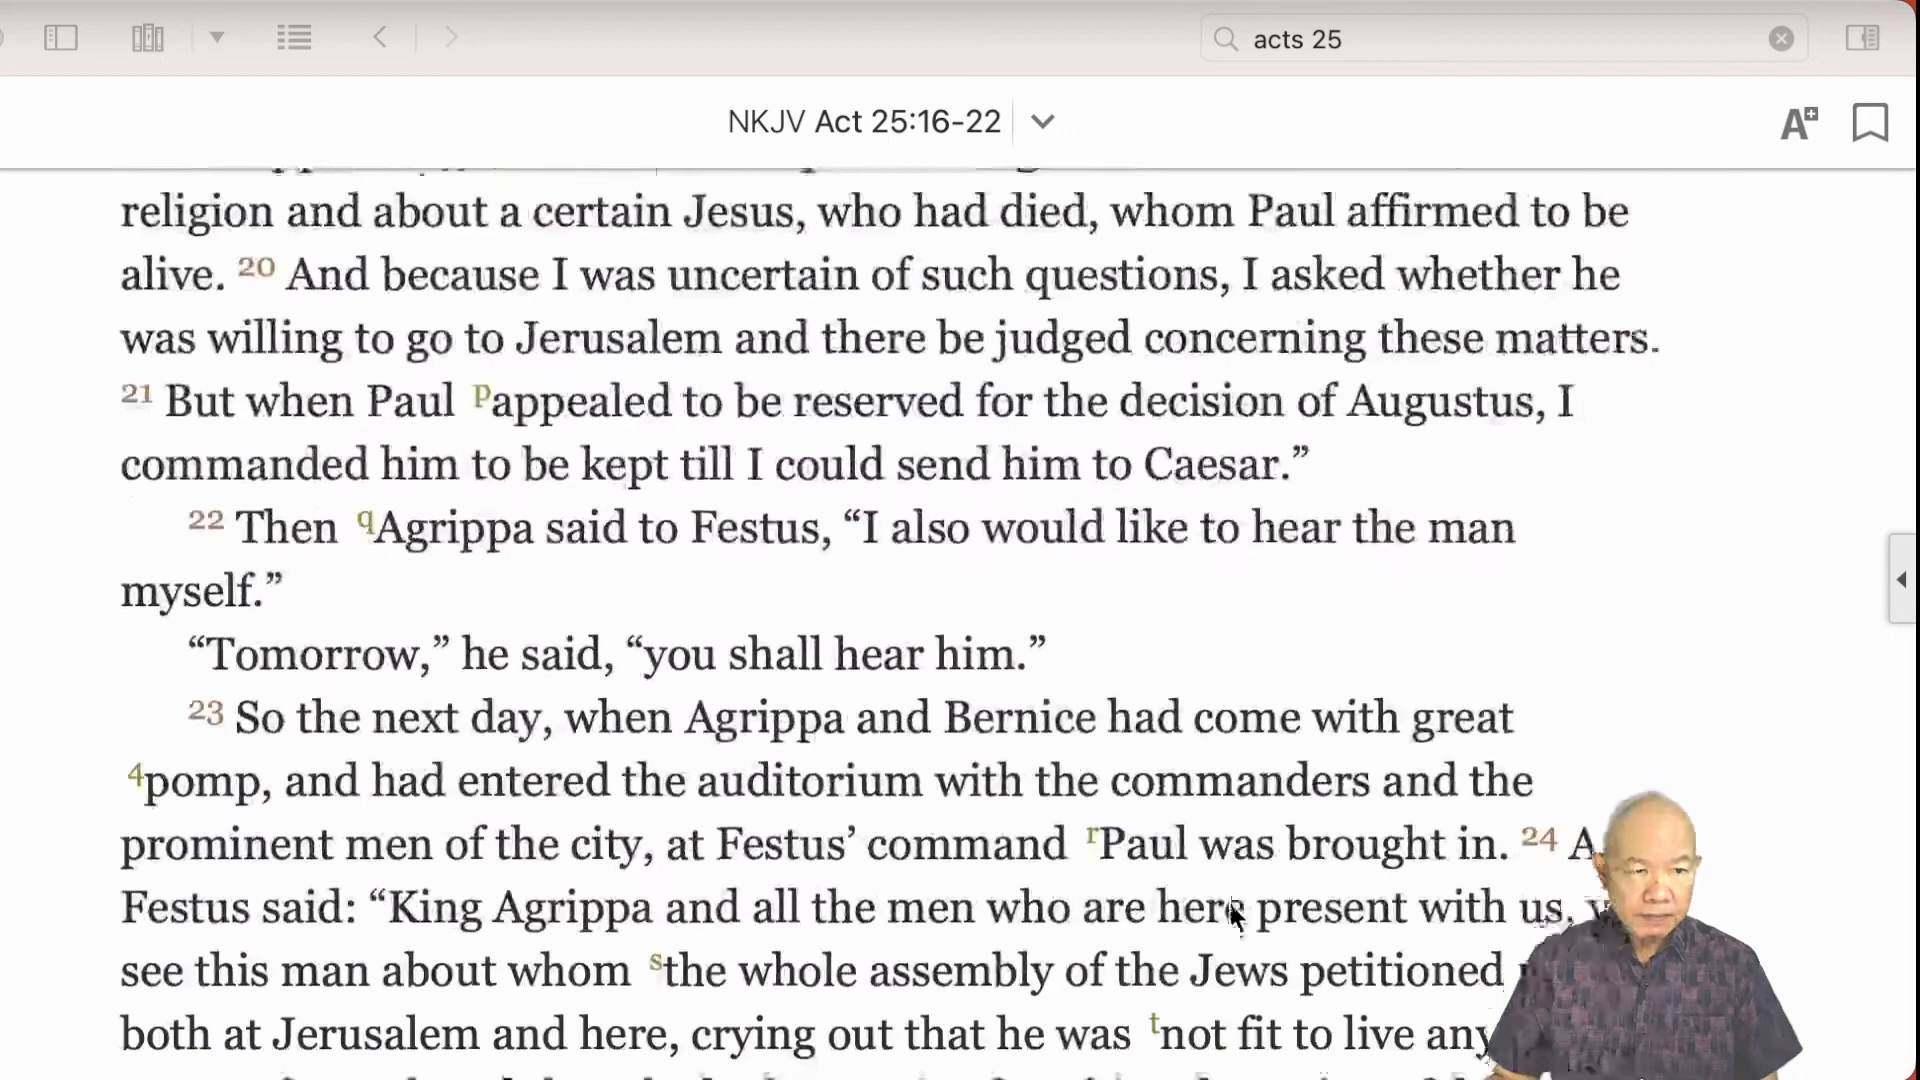 acts 25
NKJV Act 25:16-22
religion and about a certain Jesus, who had died, whom Paul affirmed to be
alive. 20 And because I was uncertain of such questions, I asked whether he
was willing to go to Jerusalem and there be judged concerning these matters.
21 But when Paul pappealed to be reserved for the decision of Augustus, I
commanded him to be kept till I could send him to Caesar.”
22 Then qAgrippa said to Festus, “I also would like to hear the man
myself.”
“Tomorrow,” he said, “you shall hear him.”
23 So the next day, when Agrippa and Bernice had come with great
4pomp, and had entered the auditorium with the commanders and the
prominent men of the city, at Festus’ command rPaul was brought in. 24
Festus said: “King Agrippa and all the men who are here present with us,
see this man about whom sthe whole assembly of the Jews petitioned
both at Jerusalem and here, crying out that he was tnot fit to live